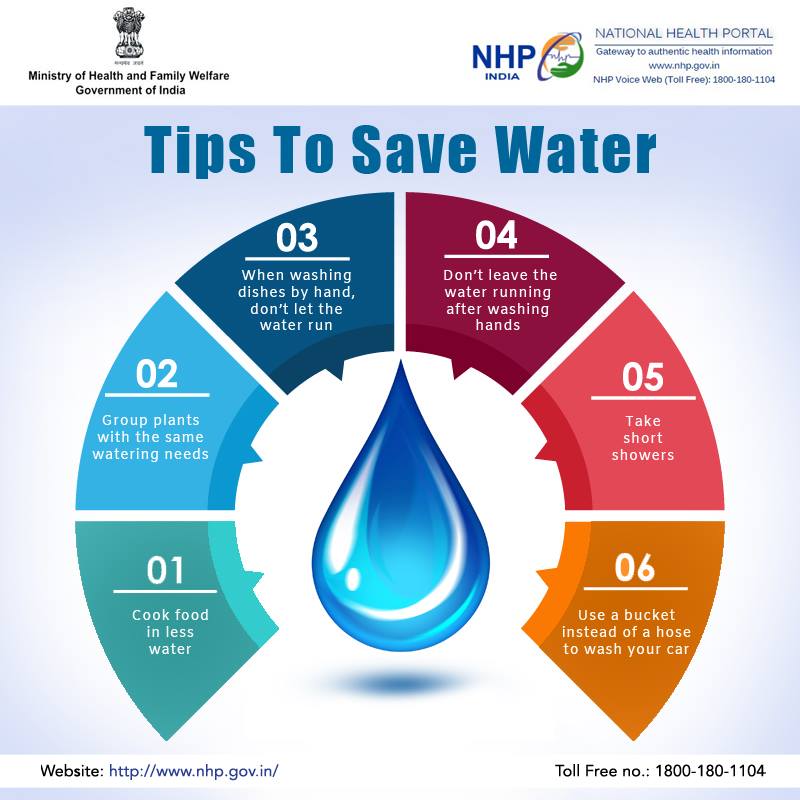 Ministry of Health and Family Welfare
Government of India
NHP
INDIA
NATIONAL HEALTH PORTAL
Gateway to authentic health information
www.nhp.gov.in
NHP Voice Web (Toll Free): 1800-180-1104
Tips To Save Water
01
Cook food
in less
water
02
Group plants
with the same
watering needs
03
When washing
dishes by hand,
don't let the
water run
04
Don't leave the
water running
after washing
hands
05
Take
short
showers
06
Use a bucket
instead of a hose
to wash your car
Website: http://www.nhp.gov.in/
Toll Free no.: 1800-180-1104